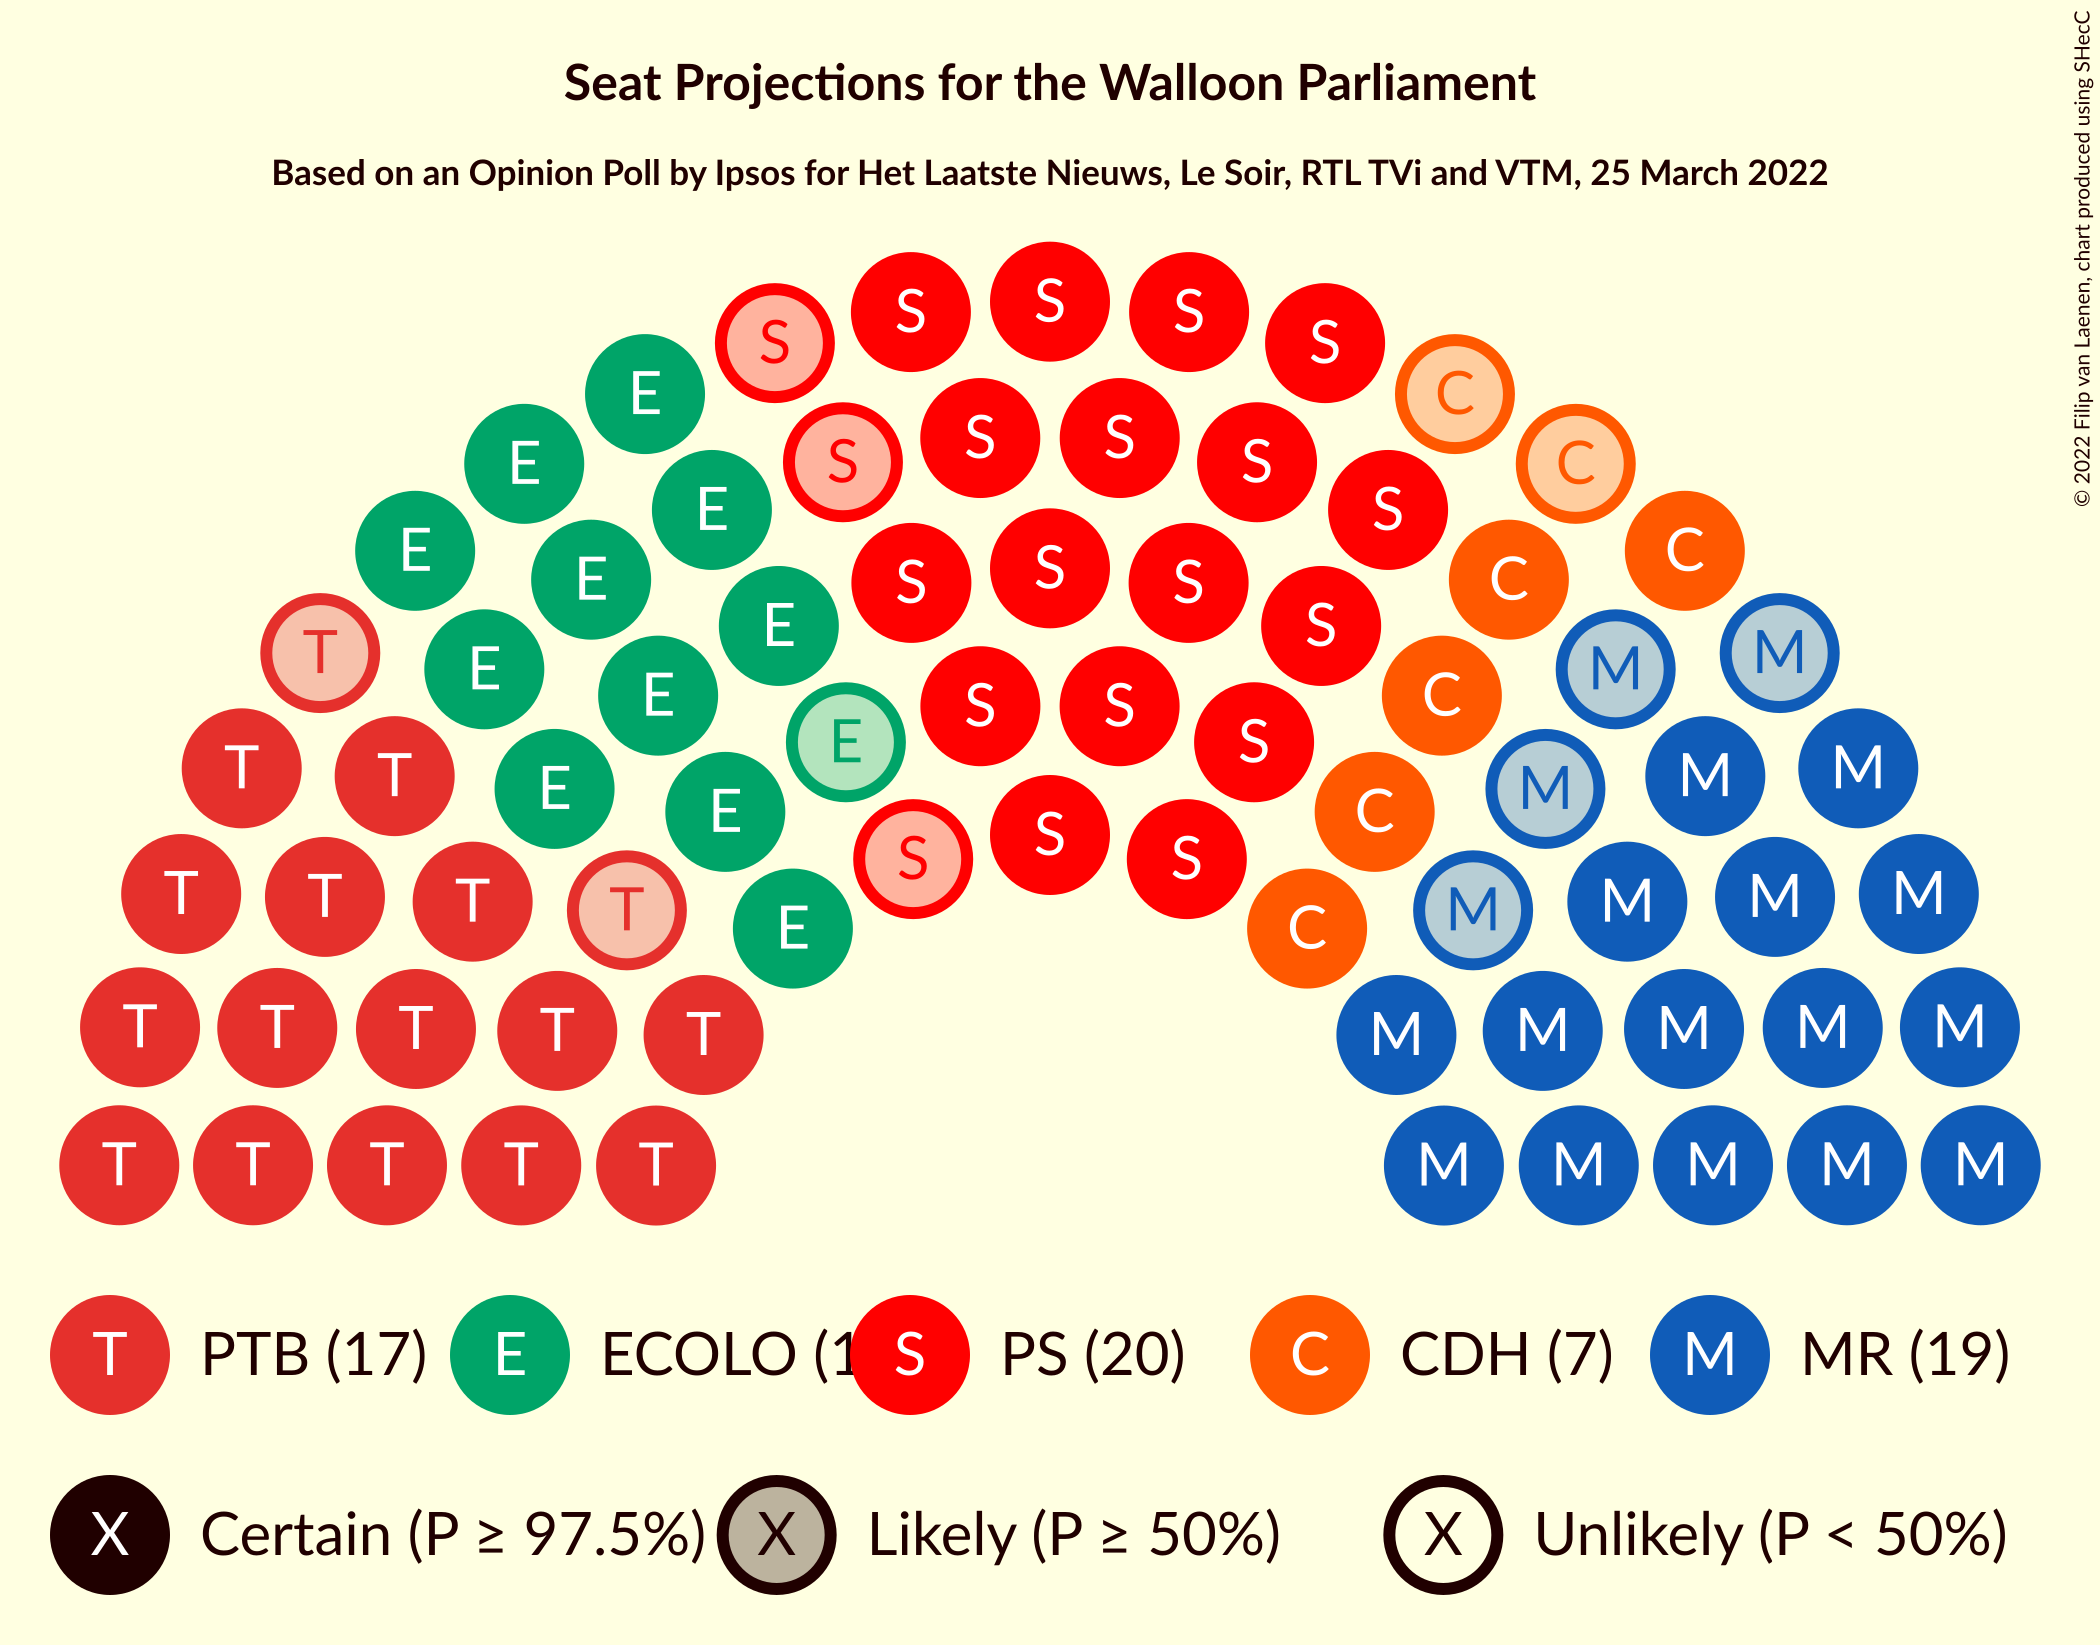 Seat Projections for the Walloon Parliament
Based on an Opinion Poll by Ipsos for Het Laatste Nieuws, Le Soir, RTL TVi and VTM, 25 March 2022
© 2022 Filip van Laenen, chart produced using SHecC
S S S S S
E C
E S S S S S C
E E S C
E E S S S S C
T E E C M M
T T E E E S S S C M M M
T T T T E S S S C M M M M
T T T T T E C M M M M M
T T T T T M M M M M
T PTB (17) E ECOLO (1 S PS (20) C CDH (7) M MR (19)
X Certain (P ≥ 97.5%) X Likely (P ≥ 50%) X Unlikely (P < 50%)